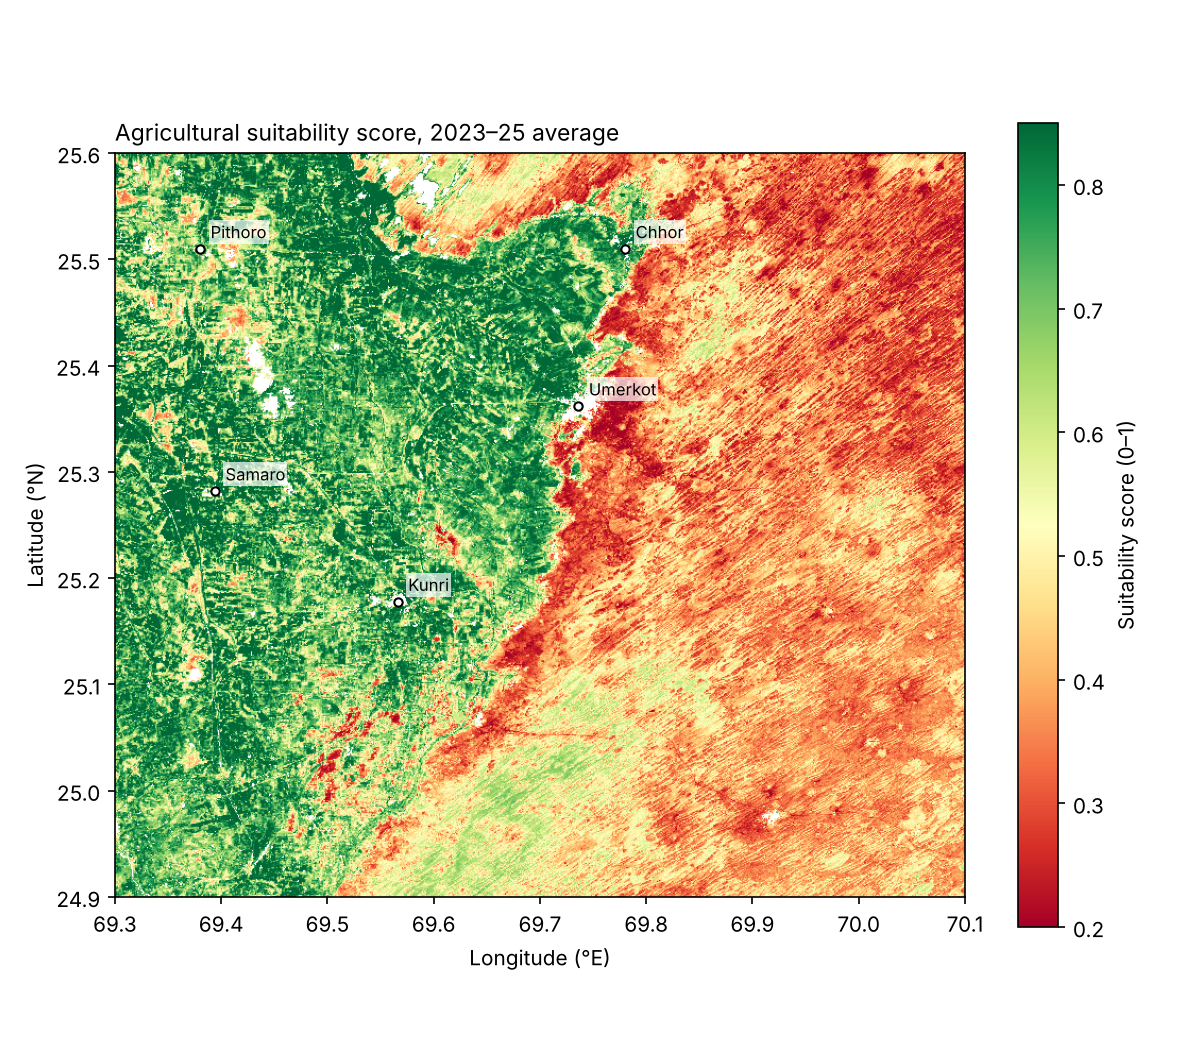 Agricultural suitability score, 2023–25 average
25.6
25.5
25.4
25.3
25.2
25.1
25.0
24.9
Latitude (°N)
Pithoro
Chhor
Umerkot
Samaro
Kunri
69.3
69.4
69.5
69.6
69.7
69.8
69.9
70.0
70.1
Longitude (°E)
0.8
0.7
0.6
0.5
0.4
0.3
0.2
Suitability score (0–1)